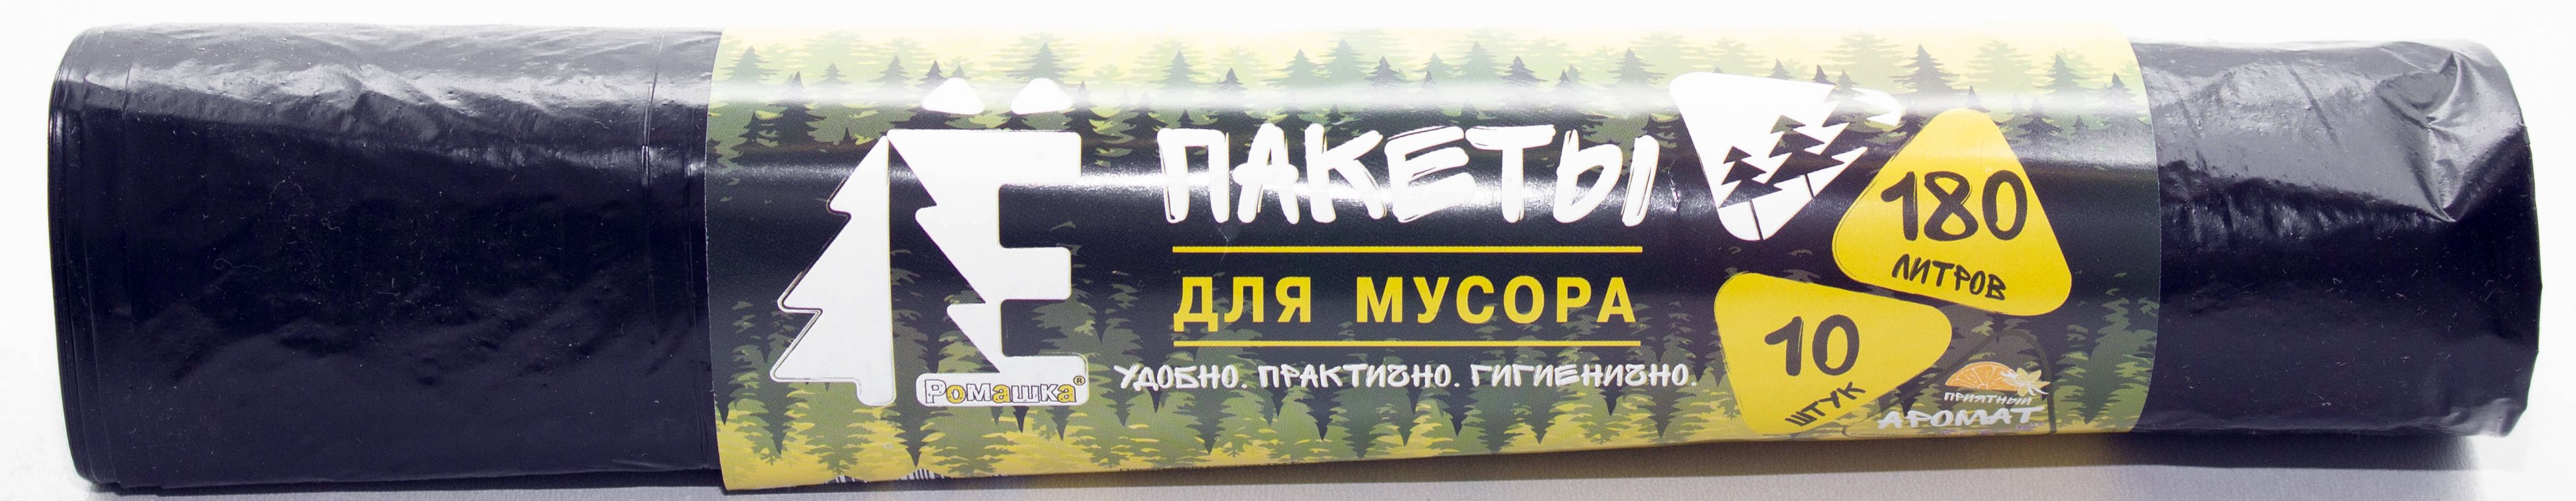 Ё
РОМАШКА®
ПАКЕТЫ
ДЛЯ МУСОРА
УДОБНО. ПРАКТИЧНО. ГИГИЕНИЧНО.
180
ЛИТРОВ
10
ШТУК
ПРИЯТНЫЙ
АРОМАТ